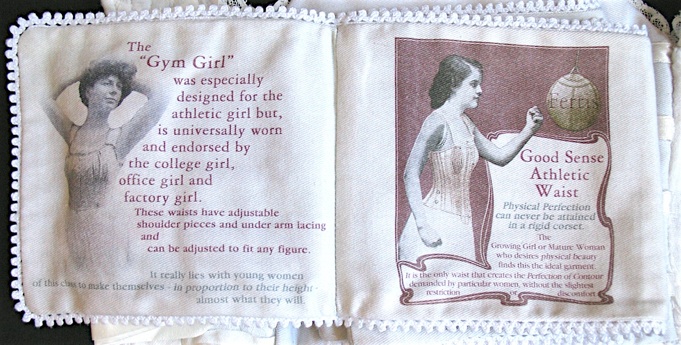 The
"Gym Girl"
was especially
designed for the
athletic girl but,
is universally worn
and endorsed by
the college girl,
office girl and
factory girl.
These waists have adjustable
shoulder pieces and under arm lacing
and
can be adjusted to fit any figure.
It really lies with young women
of this class to make themselves - in proportion to their height -
almost what they will.
Ferris
Good Sense
Athletic
Waist
Physical Perfection
can never be attained
in a rigid corset.
The
Growing Girl or Mature Woman
who desires physical beauty
finds this the ideal garment.
It is the only waist that creates the Perfection of Contour
demanded by particular women, without the slightest
restriction or discomfort